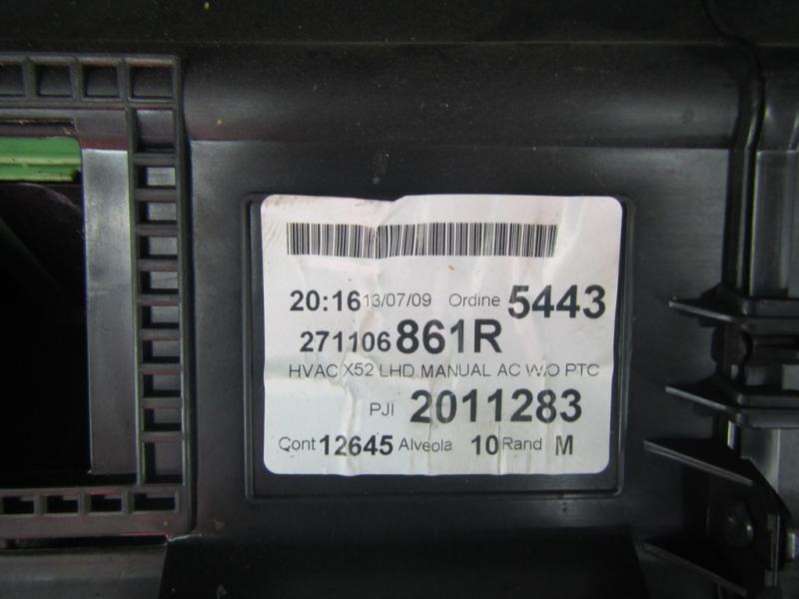 20:16 13/07/09 Ordine 5443
271106861R
HVAC X52 LHD MANUAL AC W/O PTC
PJI 2011283
Cont 12645 Alveola 10 Rand M